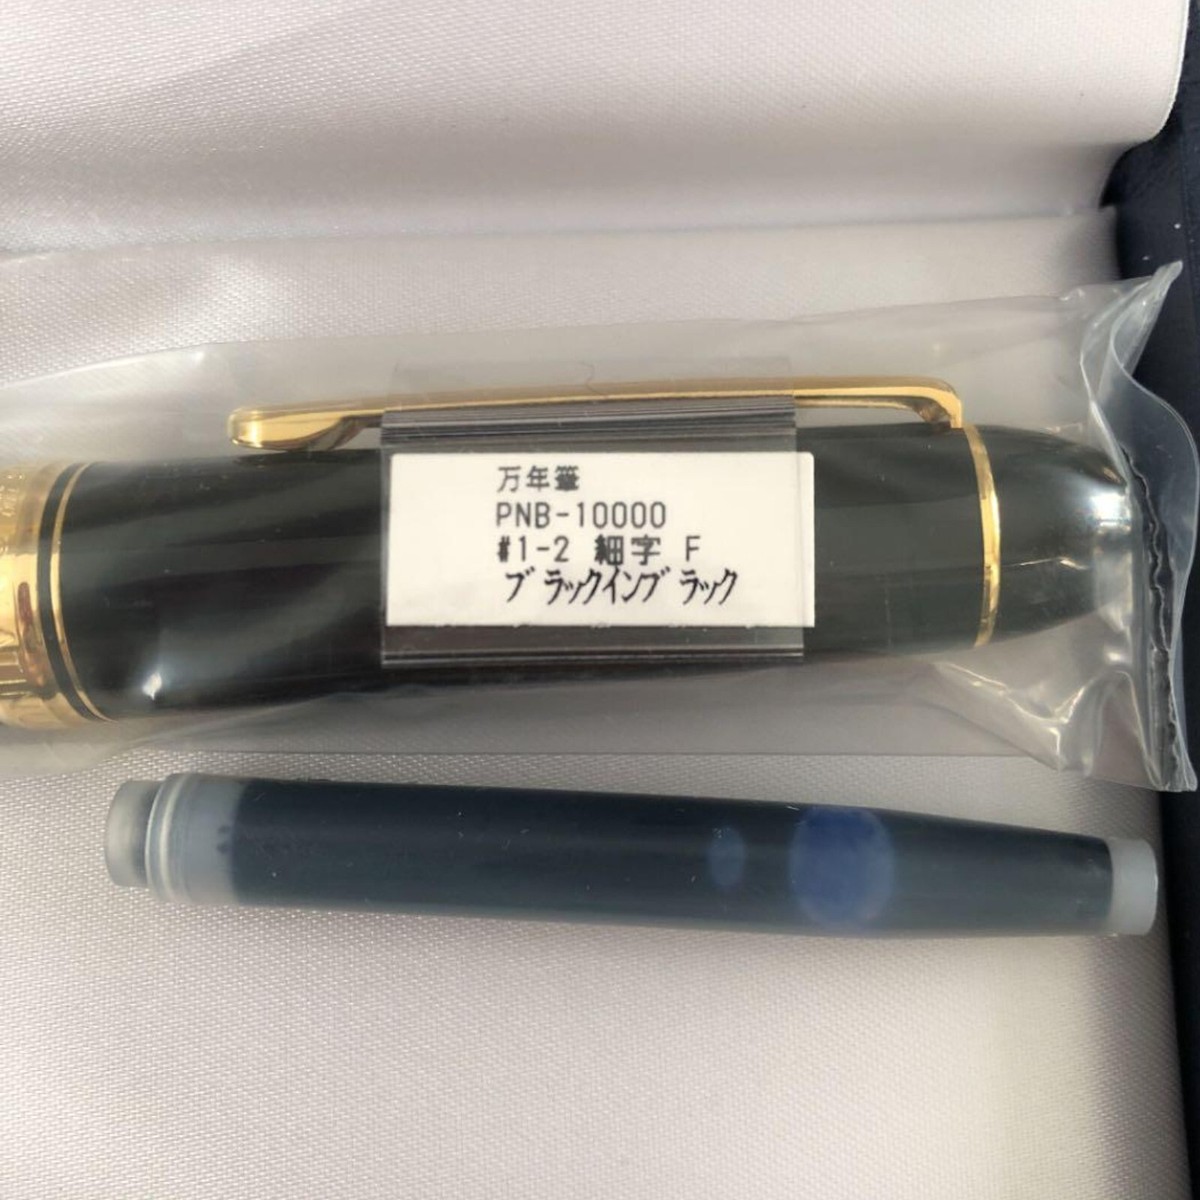 万年筆
PNB-10000
#1-2 細字 F
ブラックインブラック